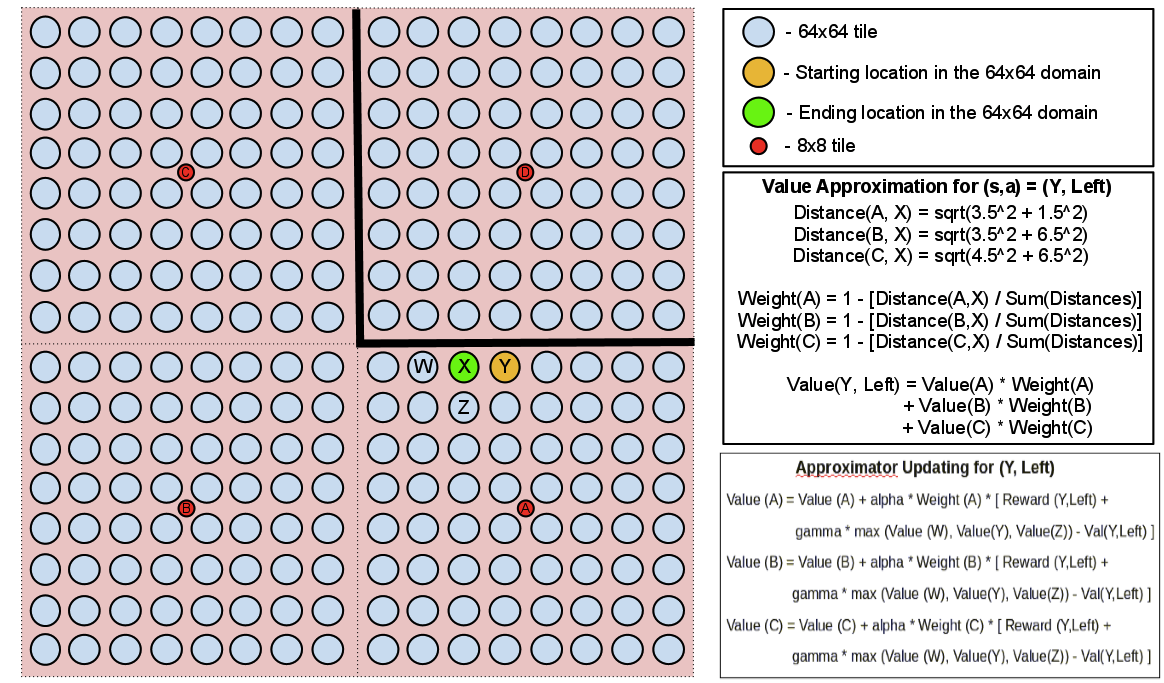 C
D
W
X
Y
Z
B
A
- 64x64 tile
- Starting location in the 64x64 domain
- Ending location in the 64x64 domain
- 8x8 tile
Value Approximation for (s,a) = (Y, Left)
Distance(A, X) = sqrt(3.5^2 + 1.5^2)
Distance(B, X) = sqrt(3.5^2 + 6.5^2)
Distance(C, X) = sqrt(4.5^2 + 6.5^2)
Weight(A) = 1 - [Distance(A,X) / Sum(Distances)]
Weight(B) = 1 - [Distance(B,X) / Sum(Distances)]
Weight(C) = 1 - [Distance(C,X) / Sum(Distances)]
Value(Y, Left) = Value(A) * Weight(A)
+ Value(B) * Weight(B)
+ Value(C) * Weight(C)
Approximator Updating for (Y, Left)
Value (A) = Value (A) + alpha * Weight (A) * [ Reward (Y,Left) +
gamma * max (Value (W), Value(Y), Value(Z)) - Val(Y,Left) ]
Value (B) = Value (B) + alpha * Weight (B) * [ Reward (Y,Left) +
gamma * max (Value (W), Value(Y), Value(Z)) - Val(Y,Left) ]
Value (C) = Value (C) + alpha * Weight (C) * [ Reward (Y,Left) +
gamma * max (Value (W), Value(Y), Value(Z)) - Val(Y,Left) ]